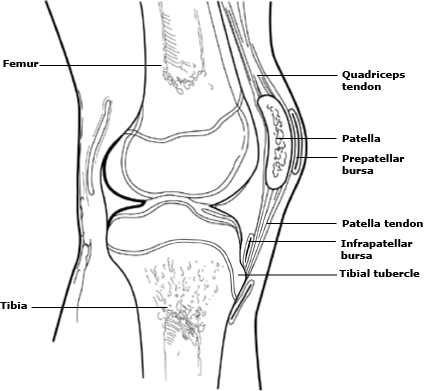 Femur
Quadriceps
tendon
Patella
Prepatellar
bursa
Patella tendon
Infrapatellar
bursa
Tibial tubercle
Tibia